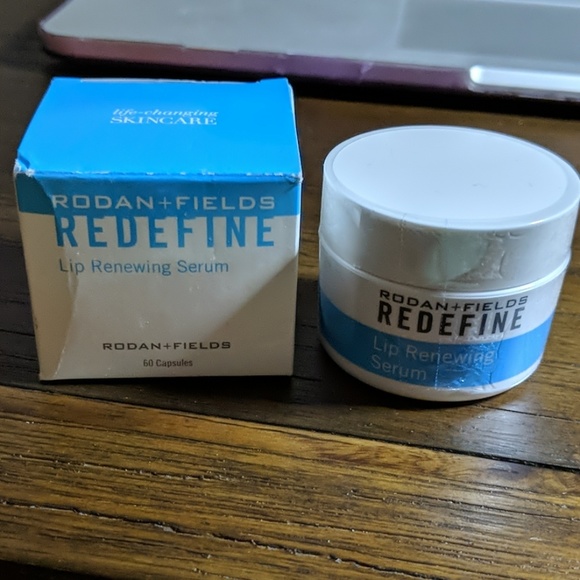 life-changing
SKINCARE
RODAN+FIELDS
REDEFINE
Lip Renewing Serum
RODAN+FIELDS
60 Capsules
RODAN+FIELDS
REDEFINE
Lip Renewing
Serum